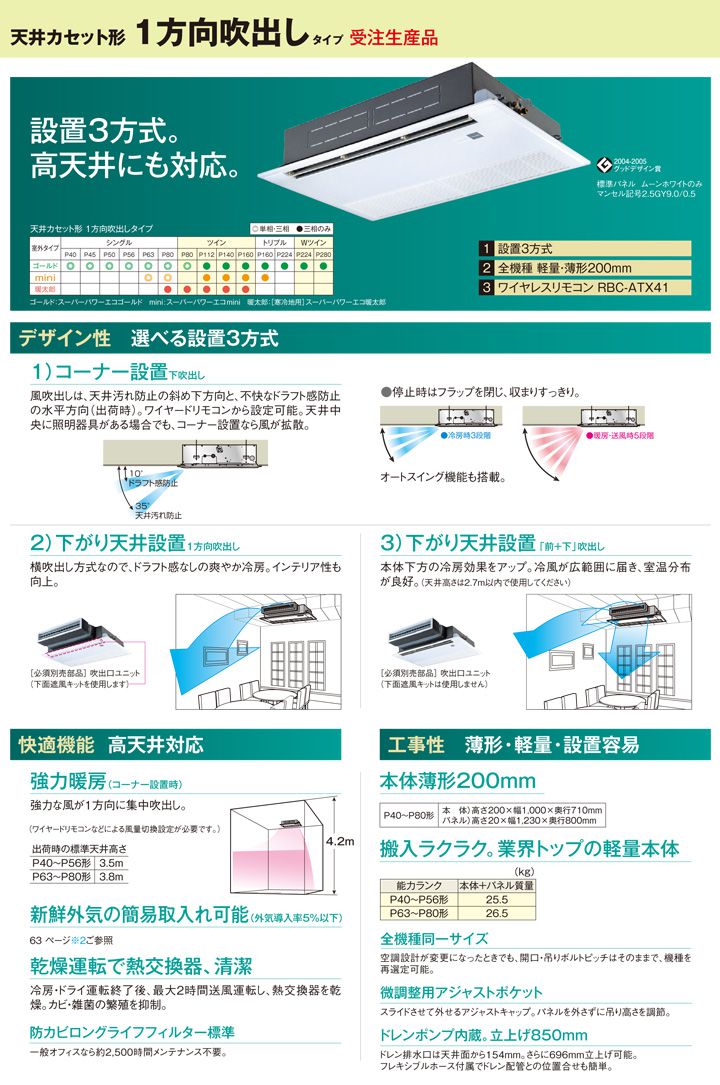 天井カセット形 1方向吹出しタイプ 受注生産品
設置3方式。
高天井にも対応。
2004-2005
グッドデザイン賞
標準パネル ムーンホワイトのみ
マンセル記号2.5GY9.0/0.5
天井カセット形 1方向吹出しタイプ ◎単相・三相 ●三相のみ
室外タイプ シングル ツイン トリプル Wツイン
P40 P45 P50 P56 P63 P80 P80 P112 P140 P160 P160 P224 P224 P280
ゴールド ◎ ◎ ◎ ◎ ◎ ◎ ◎ ● ● ● ● ● ● ●
mini ◎ ◎ ● ● ● ●
暖太郎 ● ● ● ● ●
ゴールド:スーパーパワーエコゴールド mini:スーパーパワーエコmini 暖太郎:[寒冷地用]スーパーパワーエコ暖太郎
1 設置3方式
2 全機種 軽量・薄形200mm
3 ワイヤレスリモコン RBC-ATX41
デザイン性 選べる設置3方式
1)コーナー設置下吹出し
風吹出しは、天井汚れ防止の斜め下方向と、不快なドラフト感防止
の水平方向(出荷時)。ワイヤードリモコンから設定可能。天井中
央に照明器具がある場合でも、コーナー設置なら風が拡散。
10°
ドラフト感防止
35°
天井汚れ防止
●停止時はフラップを閉じ、収まりすっきり。
●冷房時3段階
●暖房・送風時5段階
オートスイング機能も搭載。
2)下がり天井設置1方向吹出し
横吹出し方式なので、ドラフト感なしの爽やか冷房。インテリア性も
向上。
[必須別売部品] 吹出口ユニット
(下面遮風キットを使用します)
3)下がり天井設置「前+下」吹出し
本体下方の冷房効果をアップ。冷風が広範囲に届き、室温分布
が良好。(天井高さは2.7m以内で使用してください)
[必須別売部品] 吹出口ユニット
(下面遮風キットは使用しません)
快適機能 高天井対応
強力暖房(コーナー設置時)
強力な風が1方向に集中吹出し。
(ワイヤードリモコンなどによる風量切換設定が必要です。)
出荷時の標準天井高さ
P40〜P56形 3.5m
P63〜P80形 3.8m
4.2m
新鮮外気の簡易取入れ可能(外気導入率5%以下)
63 ページ※2ご参照
乾燥運転で熱交換器、清潔
冷房・ドライ運転終了後、最大2時間送風運転し、熱交換器を乾
燥。カビ・雑菌の繁殖を抑制。
防カビロングライフフィルター標準
一般オフィスなら約2,500時間メンテナンス不要。
工事性 薄形・軽量・設置容易
本体薄形200mm
P40〜P80形 本 体)高さ200×幅1,000×奥行710mm
パネル)高さ20×幅1,230×奥行800mm
搬入ラクラク。業界トップの軽量本体
(kg)
能力ランク 本体+パネル質量
P40〜P56形 25.5
P63〜P80形 26.5
全機種同一サイズ
空調設計が変更になったときでも、開口・吊りボルトピッチはそのままで、機種を
再選定可能。
微調整用アジャストポケット
スライドさせて外せるアジャストキャップ。パネルを外さずに吊り高さを調節。
ドレンポンプ内蔵。立上げ850mm
ドレン排水口は天井面から154mm。さらに696mm立上げ可能。
フレキシブルホース付属でドレン配管との位置合せも簡単。